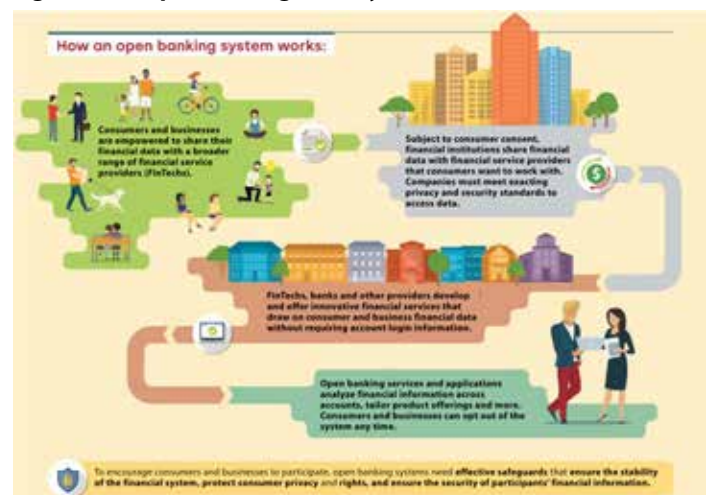 How an open banking system works:
Consumers and businesses
are empowered to share their
financial data with a broader
range of financial service
providers (FinTechs).
Subject to consumer consent,
financial institutions share financial
data with financial service providers
that consumers want to work with.
Companies must meet exacting
privacy and security standards to
access data.
FinTechs, banks and other providers develop
and offer innovative financial services that
draw on consumer and business financial data
without requiring account login information.
Open banking services and applications
analyze financial information across
accounts, tailor product offerings and more.
Consumers and businesses can opt out of the
system any time.
To encourage consumers and businesses to participate, open banking systems need effective safeguards that ensure the stability
of the financial system, protect consumer privacy and rights, and ensure the security of participants' financial information.